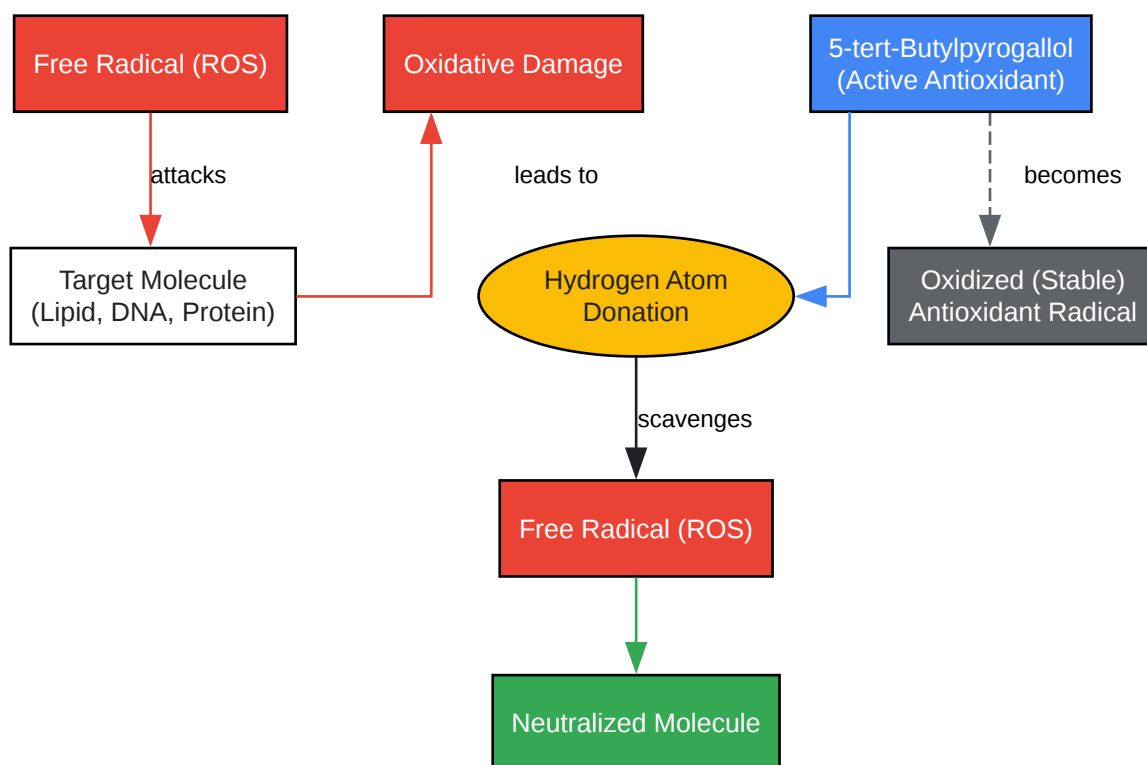 Free Radical (ROS)
Oxidative Damage
5-tert-Butylpyrogallol
(Active Antioxidant)
attacks
leads to
becomes
Target Molecule
(Lipid, DNA, Protein)
Hydrogen Atom
Donation
Oxidized (Stable)
Antioxidant Radical
scavenges
Free Radical (ROS)
Neutralized Molecule